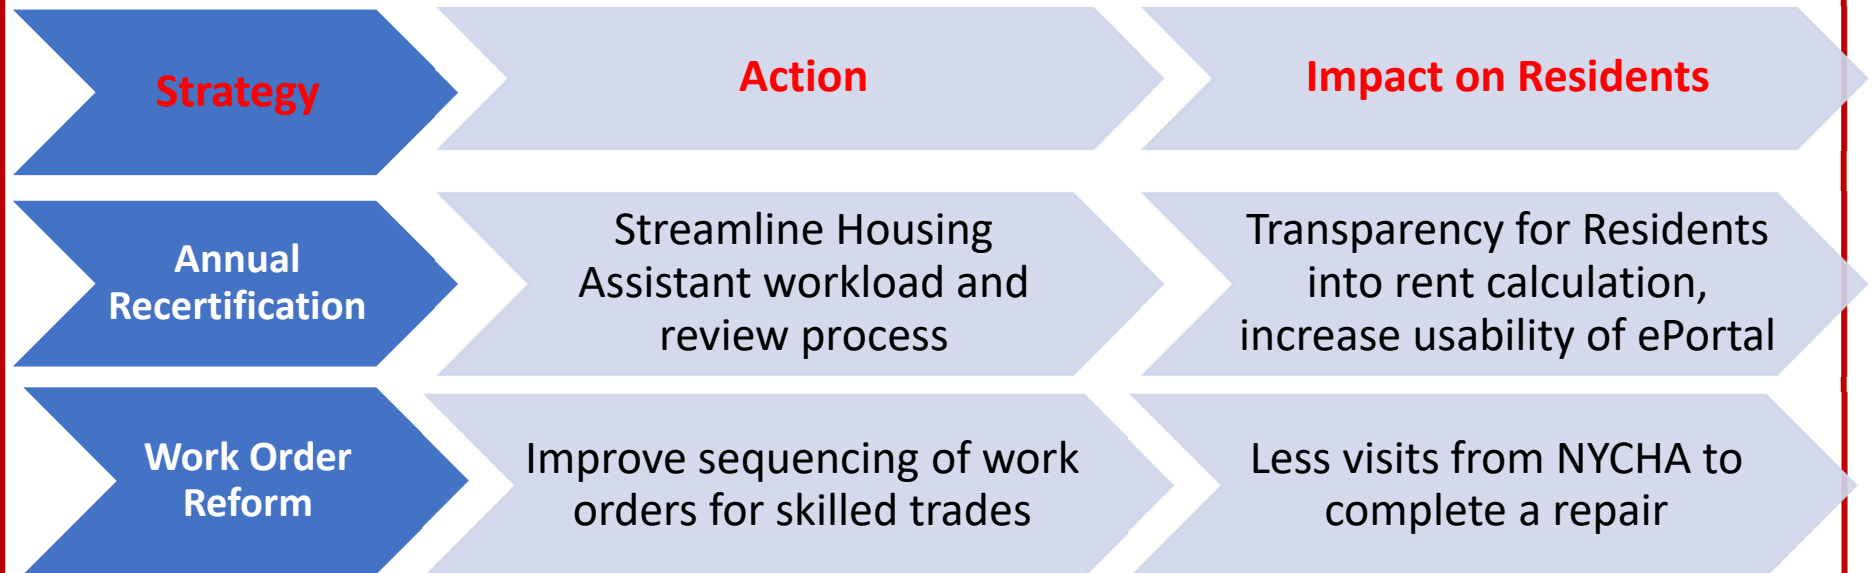 Strategy
Action
Impact on Residents
Annual
Recertification
Streamline Housing
Assistant workload and
review process
Transparency for Residents
into rent calculation,
increase usability of ePortal
Work Order
Reform
Improve sequencing of work
orders for skilled trades
Less visits from NYCHA to
complete a repair